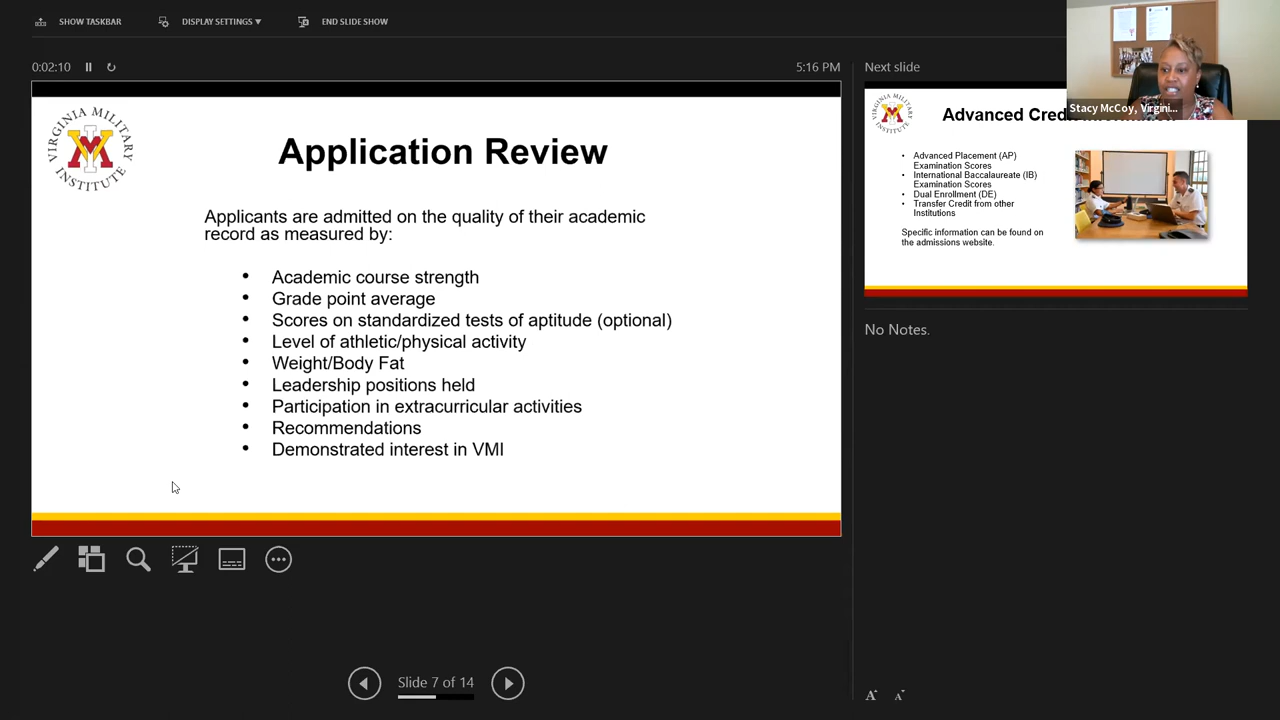 SHOW TASKBAR
DISPLAY SETTINGS
END SLIDE SHOW
0:02:10
5:16 PM
VIRGINIA MILITARY
INSTITUTE
VMI
Application Review
Applicants are admitted on the quality of their academic
record as measured by:
• Academic course strength
• Grade point average
• Scores on standardized tests of aptitude (optional)
• Level of athletic/physical activity
• Weight/Body Fat
• Leadership positions held
• Participation in extracurricular activities
• Recommendations
• Demonstrated interest in VMI
Slide 7 of 14
Next slide
Stacy McCoy, Virgini...
VIRGINIA MILITARY
INSTITUTE
Advanced
• Advanced Placement (AP)
Examination Scores
• International Baccalaureate (IB)
Examination Scores
• Dual Enrollment (DE)
• Transfer Credit from other
Institutions
Specific information can be found on
the admissions website.
No Notes.
A A